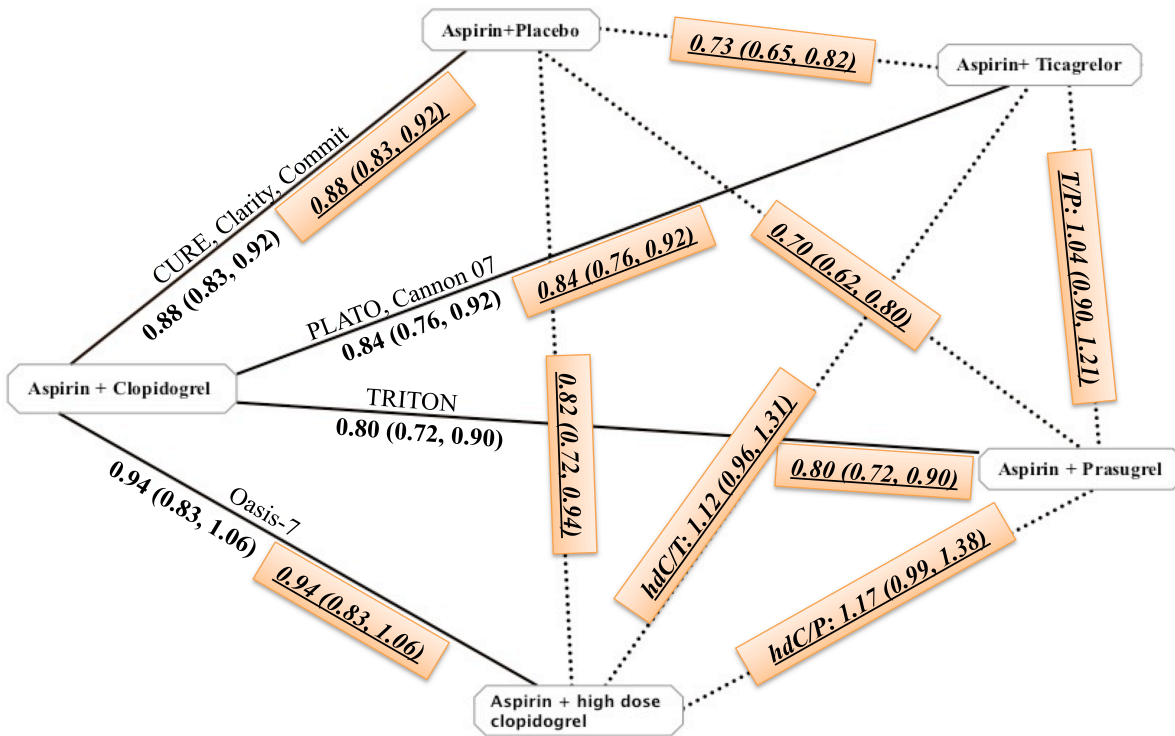 Aspirin+Placebo
0.73 (0.65, 0.82)
Aspirin+ Ticagrelor
CURE, Clarity, Commit
0.88 (0.83, 0.92)
0.88 (0.83, 0.92)
PLATO, Cannon 07
0.84 (0.76, 0.92)
0.84 (0.76, 0.92)
0.70 (0.62, 0.80)
T/P: 1.04 (0.90, 1.21)
Aspirin + Clopidogrel
TRITON
0.80 (0.72, 0.90)
0.80 (0.72, 0.90)
Aspirin + Prasugrel
0.82 (0.72, 0.94)
hdC/T: 1.12 (0.96, 1.31)
Oasis-7
0.94 (0.83, 1.06)
0.94 (0.83, 1.06)
hdC/P: 1.17 (0.99, 1.38)
Aspirin + high dose
clopidogrel